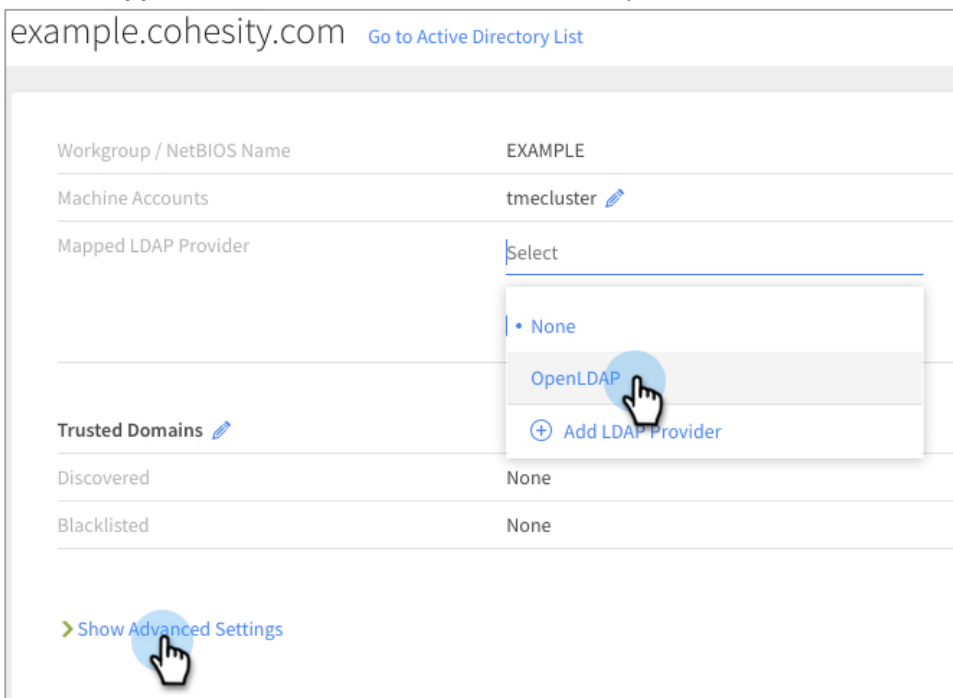 example.cohesity.com Go to Active Directory List
Workgroup / NetBIOS Name EXAMPLE
Machine Accounts tmecluster
Mapped LDAP Provider Select
• None
OpenLDAP
Add LDAP Provider
Trusted Domains
Discovered None
Blacklisted None
Show Advanced Settings